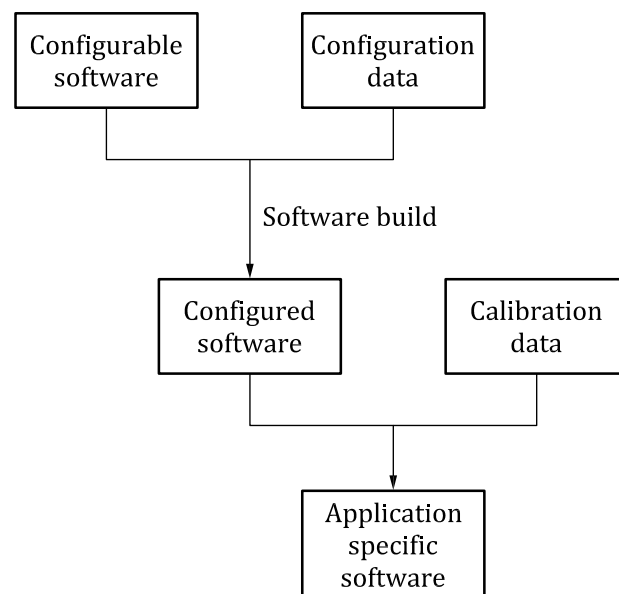 Configurable
software
Configuration
data
Software build
Configured
software
Calibration
data
Application
specific
software